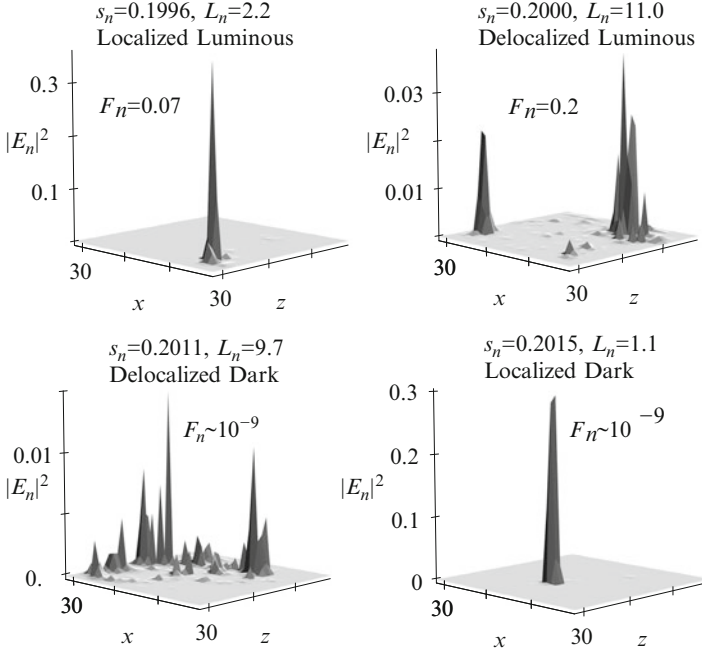 s_n=0.1996, L_n=2.2
Localized Luminous
0.3
F_n=0.07
|E_n|²
0.1
30
x
30
z
s_n=0.2000, L_n=11.0
Delocalized Luminous
0.03
F_n=0.2
|E_n|²
0.01
30
x
30
z
s_n=0.2011, L_n=9.7
Delocalized Dark
F_n~10⁻⁹
0.01
|E_n|²
0.
30
x
30
z
s_n=0.2015, L_n=1.1
Localized Dark
0.3
F_n~10 ⁻⁹
0.2
|E_n|²
0.1
0
30
x
30
z